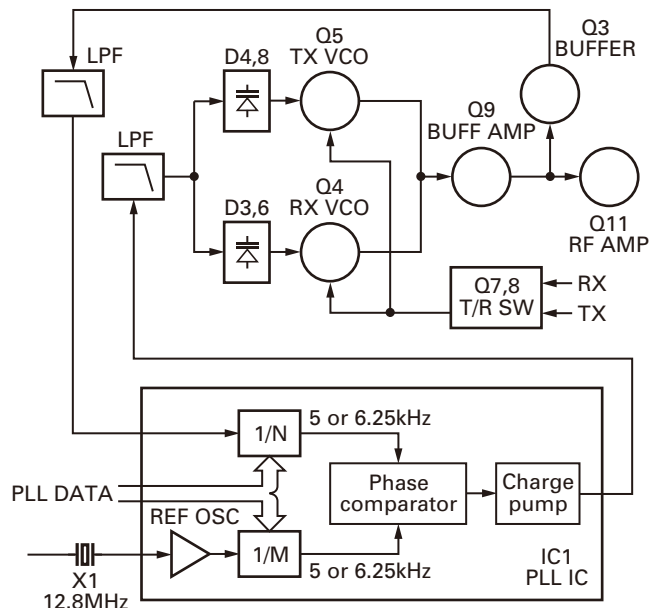 LPF
LPF
D4,8
Q5
TX VCO
Q3
BUFFER
Q9
BUFF AMP
D3,6
Q4
RX VCO
Q11
RF AMP
Q7,8
T/R SW
RX
TX
1/N
5 or 6.25kHz
PLL DATA
Phase
comparator
Charge
pump
REF OSC
1/M
5 or 6.25kHz
X1
12.8MHz
IC1
PLL IC